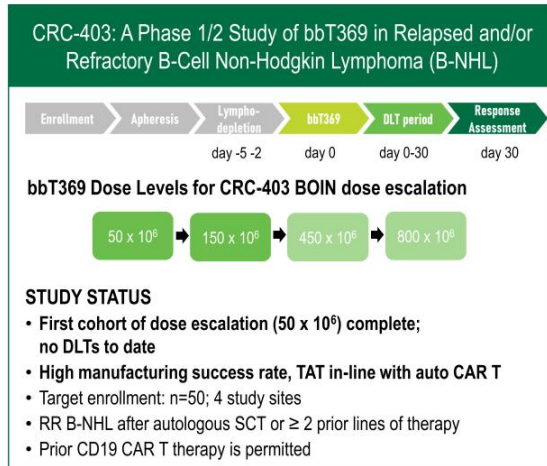 CRC-403: A Phase 1/2 Study of bbT369 in Relapsed and/or
Refractory B-Cell Non-Hodgkin Lymphoma (B-NHL)
Enrollment
Apheresis
Lympho-
depletion
bbT369
DLT period
Response
Assessment
day -5 -2
day 0
day 0-30
day 30
bbT369 Dose Levels for CRC-403 BOIN dose escalation
50 x 10⁶
150 x 10⁶
450 x 10⁶
800 x 10⁶
STUDY STATUS
• First cohort of dose escalation (50 x 10⁶) complete;
no DLTs to date
• High manufacturing success rate, TAT in-line with auto CAR T
• Target enrollment: n=50; 4 study sites
• RR B-NHL after autologous SCT or ≥ 2 prior lines of therapy
• Prior CD19 CAR T therapy is permitted